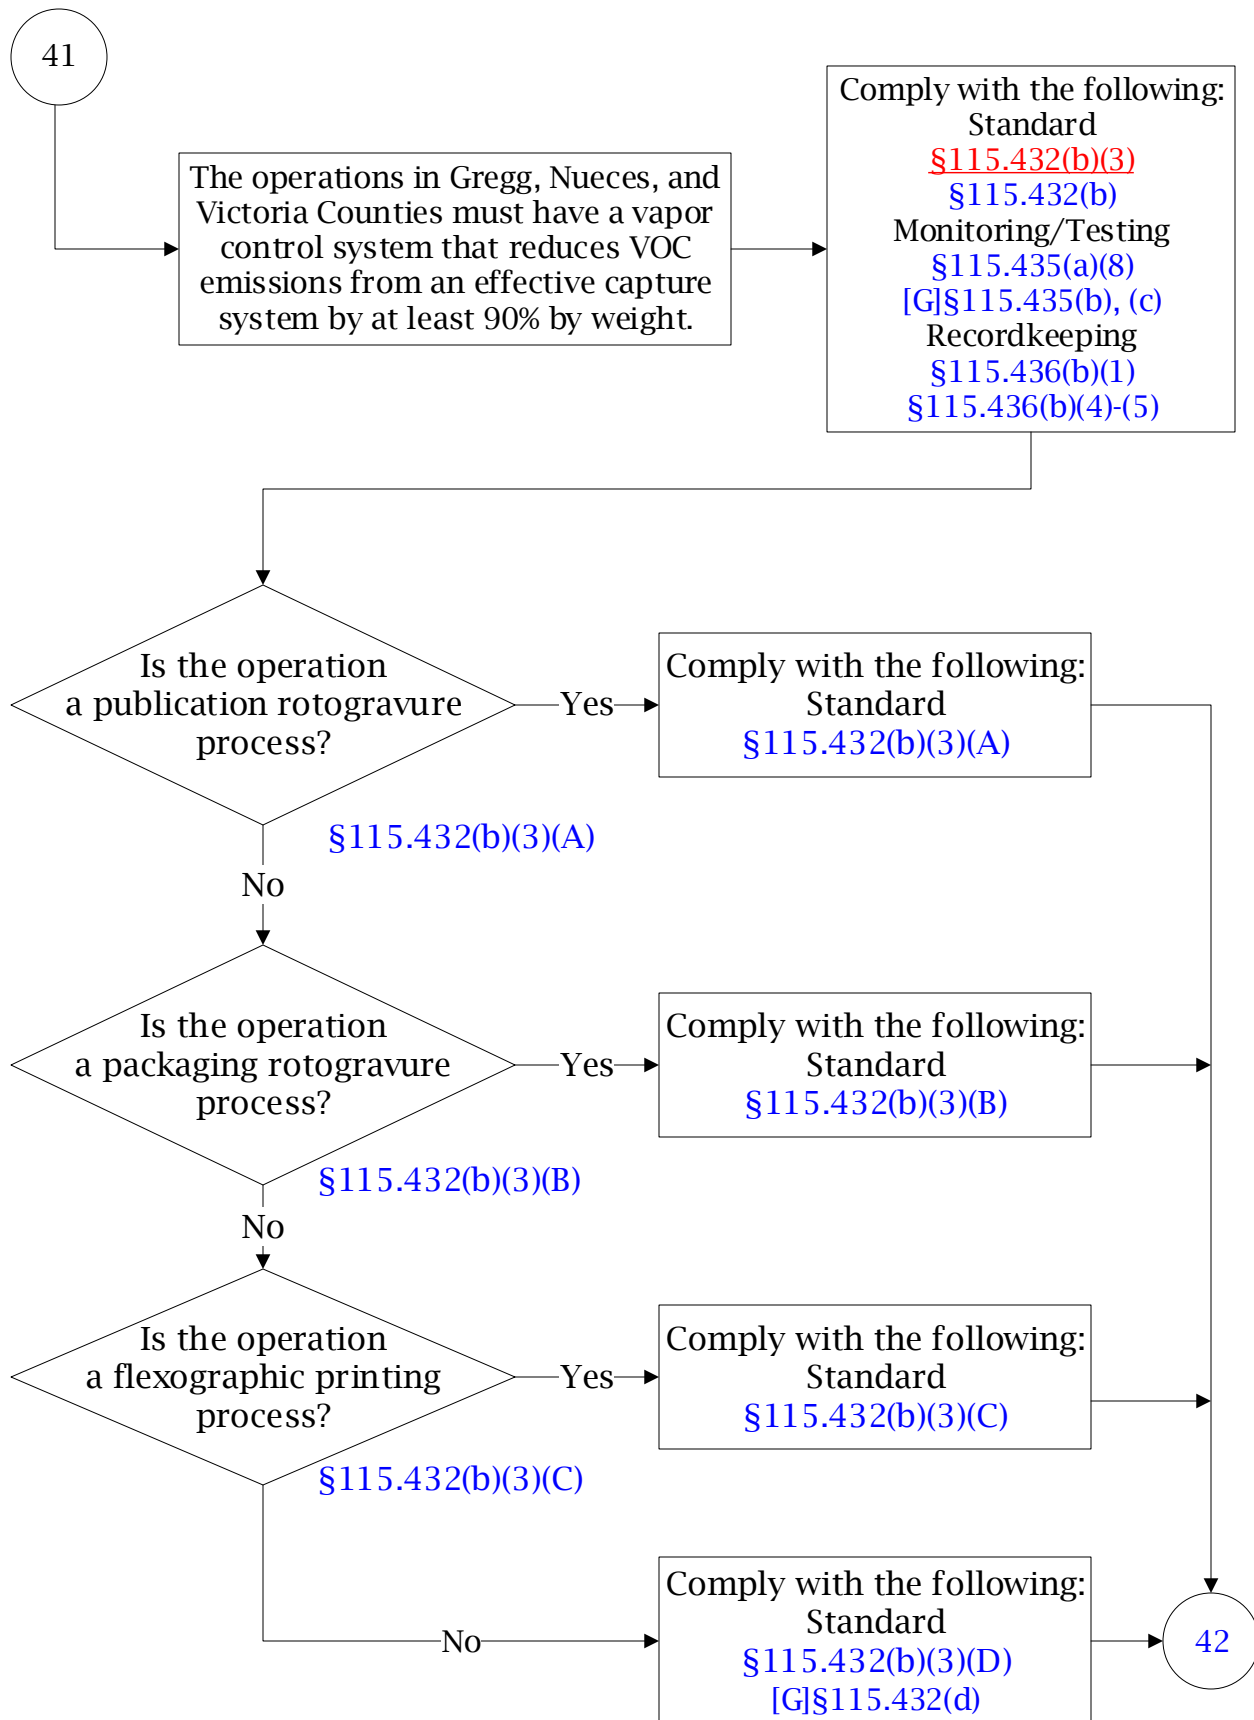 41
The operations in Gregg, Nueces, and
Victoria Counties must have a vapor
control system that reduces VOC
emissions from an effective capture
system by at least 90% by weight.
Comply with the following:
Standard
§115.432(b)(3)
§115.432(b)
Monitoring/Testing
§115.435(a)(8)
[G]§115.435(b), (c)
Recordkeeping
§115.436(b)(1)
§115.436(b)(4)-(5)
Is the operation
a publication rotogravure
process?
Yes
Comply with the following:
Standard
§115.432(b)(3)(A)
§115.432(b)(3)(A)
No
Is the operation
a packaging rotogravure
process?
Yes
Comply with the following:
Standard
§115.432(b)(3)(B)
§115.432(b)(3)(B)
No
Is the operation
a flexographic printing
process?
Yes
Comply with the following:
Standard
§115.432(b)(3)(C)
§115.432(b)(3)(C)
No
Comply with the following:
Standard
§115.432(b)(3)(D)
[G]§115.432(d)
42